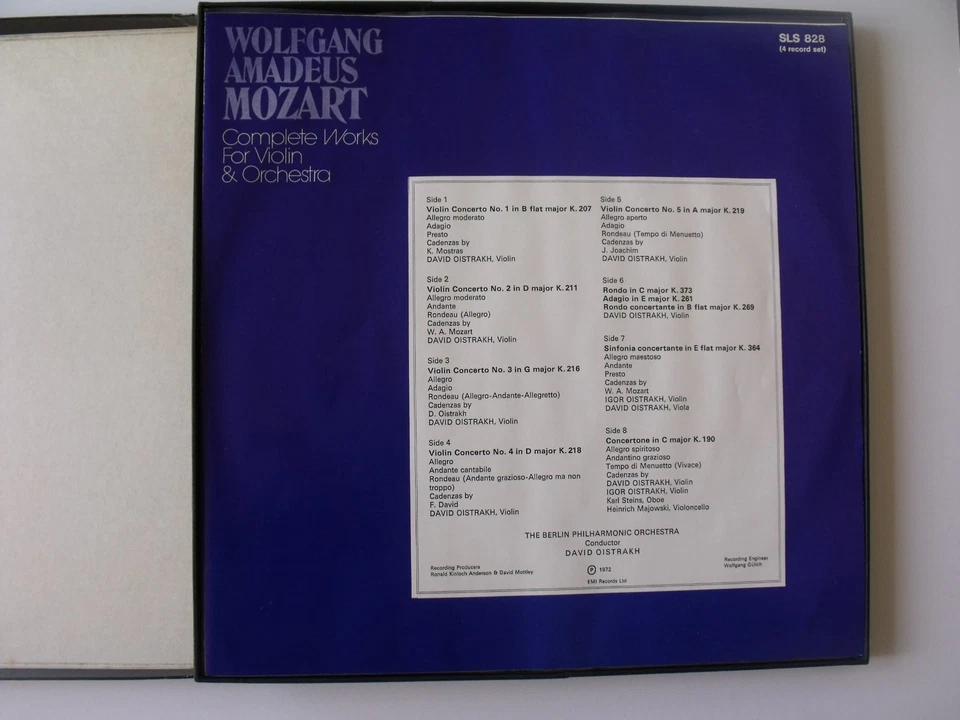 WOLFGANG
AMADEUS
MOZART
Complete Works
For Violin
& Orchestra
SLS 828
(4 record set)
Side 1
Violin Concerto No. 1 in B flat major K. 207
Allegro moderato
Adagio
Presto
Cadenzas by
K. Mostras
DAVID OISTRAKH, Violin
Side 2
Violin Concerto No. 2 in D major K. 211
Allegro moderato
Andante
Rondeau (Allegro)
Cadenzas by
W. A. Mozart
DAVID OISTRAKH, Violin
Side 3
Violin Concerto No. 3 in G major K. 216
Allegro
Adagio
Rondeau (Allegro-Andante-Allegretto)
Cadenzas by
D. Oistrakh
DAVID OISTRAKH, Violin
Side 4
Violin Concerto No. 4 in D major K. 218
Allegro
Andante cantabile
Rondeau (Andante grazioso-Allegro ma non
troppo)
Cadenzas by
F. David
DAVID OISTRAKH, Violin
Side 5
Violin Concerto No. 5 in A major K. 219
Allegro aperto
Adagio
Rondeau (Tempo di Menuetto)
Cadenzas by
J. Joachim
DAVID OISTRAKH, Violin
Side 6
Rondo in C major K. 373
Adagio in E major K. 261
Rondo concertante in B flat major K. 269
DAVID OISTRAKH, Violin
Side 7
Sinfonia concertante in E flat major K. 364
Allegro maestoso
Andante
Presto
Cadenzas by
W. A. Mozart
IGOR OISTRAKH, Violin
DAVID OISTRAKH, Viola
Side 8
Concertone in C major K. 190
Allegro spiritoso
Andantino grazioso
Tempo di Menuetto (Vivace)
Cadenzas by
DAVID OISTRAKH, Violin
IGOR OISTRAKH, Violin
Karl Steins, Oboe
Heinrich Majowski, Violoncello
THE BERLIN PHILHARMONIC ORCHESTRA
Conductor
DAVID OISTRAKH
Recording Producers
Ronald Kinloch Anderson & David Mottley
℗ 1972
EMI Records Ltd
Recording Engineer
Wolfgang Gülich